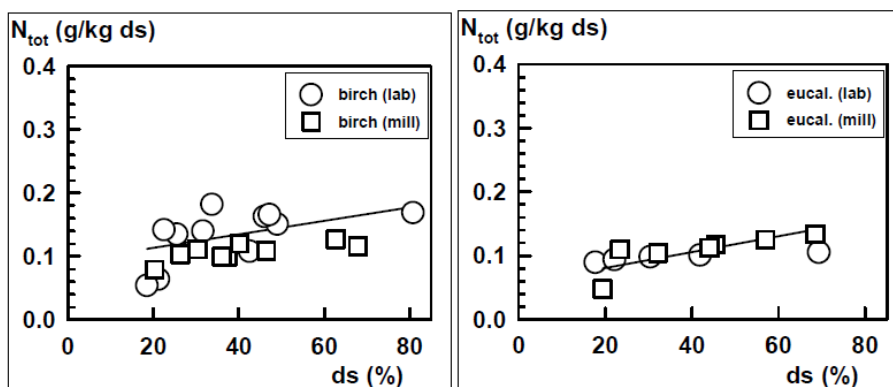 N_tot (g/kg ds)
0.4
0.3
0.2
0.1
0.0
0 20 40 60 80
ds (%)
birch (lab)
birch (mill)
N_tot (g/kg ds)
0.4
0.3
0.2
0.1
0.0
0 20 40 60 80
ds (%)
eucal. (lab)
eucal. (mill)